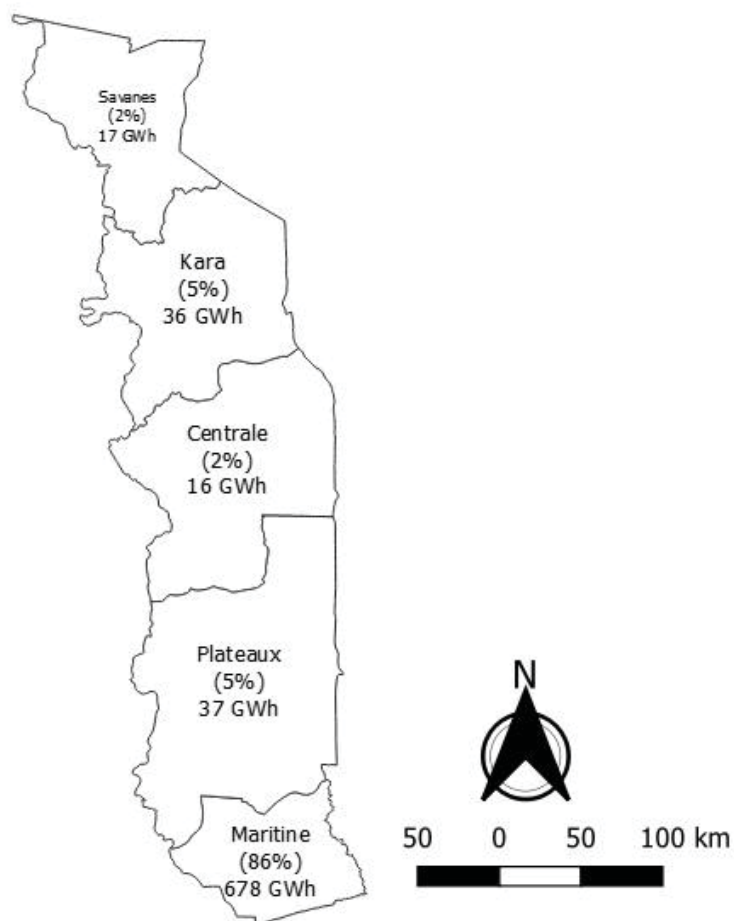 Savanes
(2%)
17 GWh
Kara
(5%)
36 GWh
Centrale
(2%)
16 GWh
Plateaux
(5%)
37 GWh
Maritine
(86%)
678 GWh
N
50 0 50 100 km